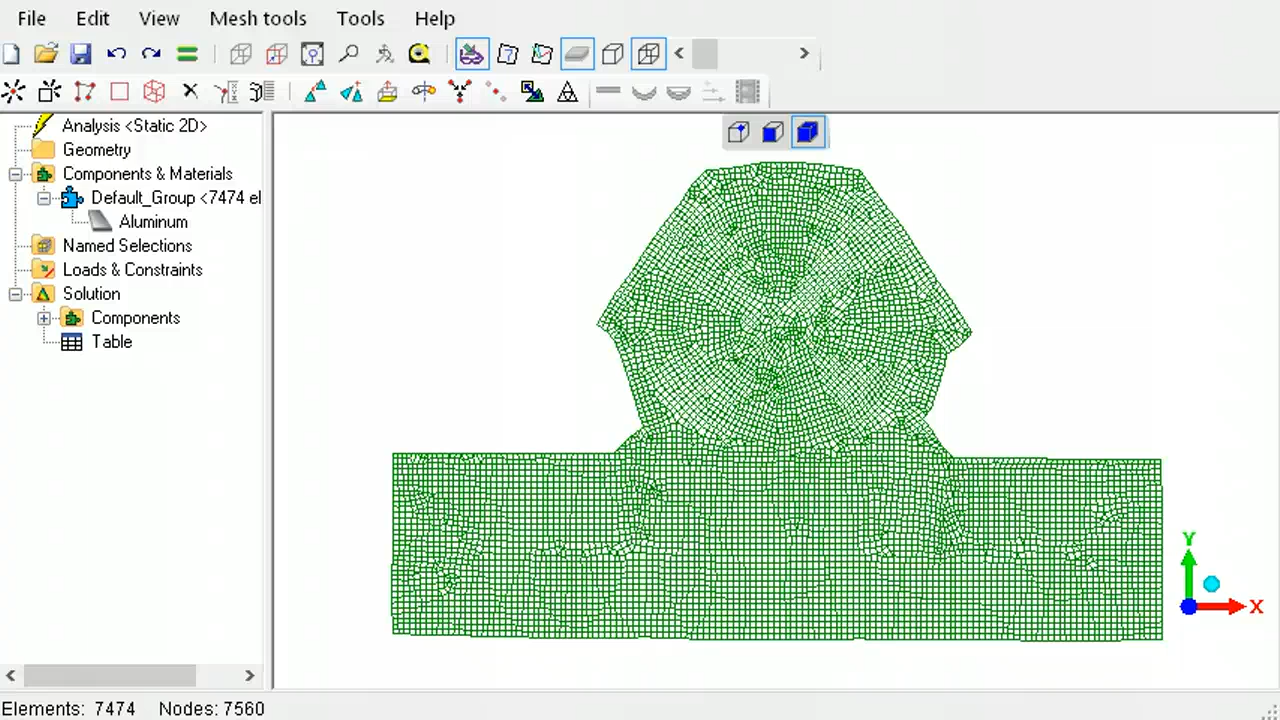 File Edit View Mesh tools Tools Help
Analysis <Static 2D>
Geometry
Components & Materials
Default_Group <7474 el
Aluminum
Named Selections
Loads & Constraints
Solution
Components
Table
Y
X
Elements: 7474 Nodes: 7560